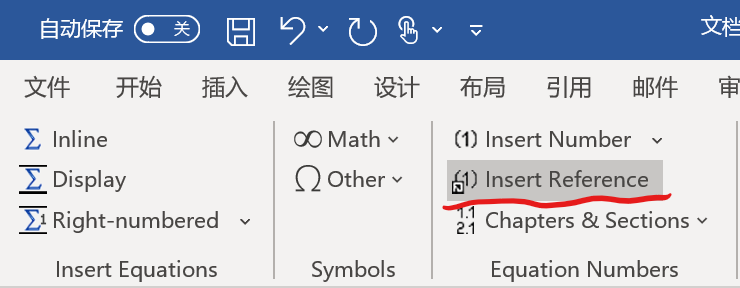 自动保存 关 文档
文件 开始 插入 绘图 设计 布局 引用 邮件 审
Inline Math (1) Insert Number
Display Other (1) Insert Reference
Right-numbered 1.1 2.1 Chapters & Sections
Insert Equations Symbols Equation Numbers